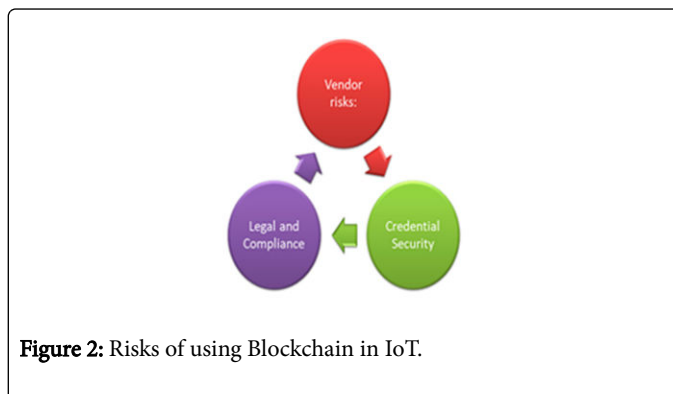 Vendor
risks:
Legal and
Compliance
Credential
Security
Figure 2: Risks of using Blockchain in IoT.